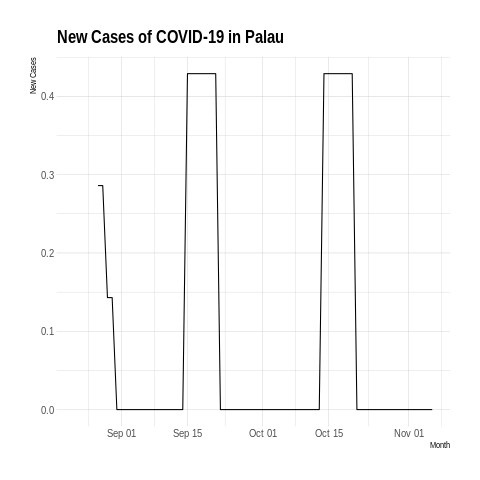 New Cases of COVID-19 in Palau
New Cases
0.4
0.3
0.2
0.1
0.0
Sep 01 Sep 15 Oct 01 Oct 15 Nov 01
Month